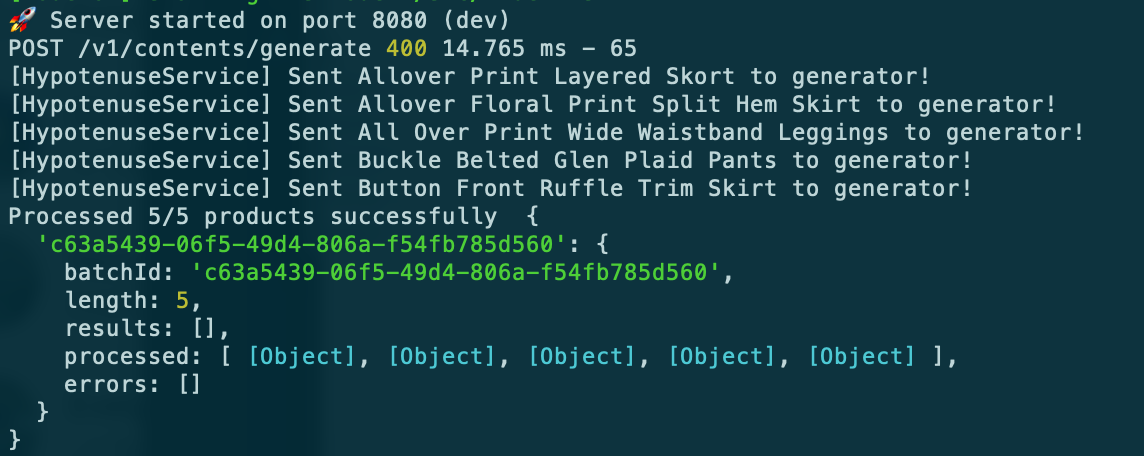 🚀 Server started on port 8080 (dev)
POST /v1/contents/generate 400 14.765 ms - 65
[HypotenuseService] Sent Allover Print Layered Skort to generator!
[HypotenuseService] Sent Allover Floral Print Split Hem Skirt to generator!
[HypotenuseService] Sent All Over Print Wide Waistband Leggings to generator!
[HypotenuseService] Sent Buckle Belted Glen Plaid Pants to generator!
[HypotenuseService] Sent Button Front Ruffle Trim Skirt to generator!
Processed 5/5 products successfully  {
  'c63a5439-06f5-49d4-806a-f54fb785d560': {
    batchId: 'c63a5439-06f5-49d4-806a-f54fb785d560',
    length: 5,
    results: [],
    processed: [ [Object], [Object], [Object], [Object], [Object] ],
    errors: []
  }
}